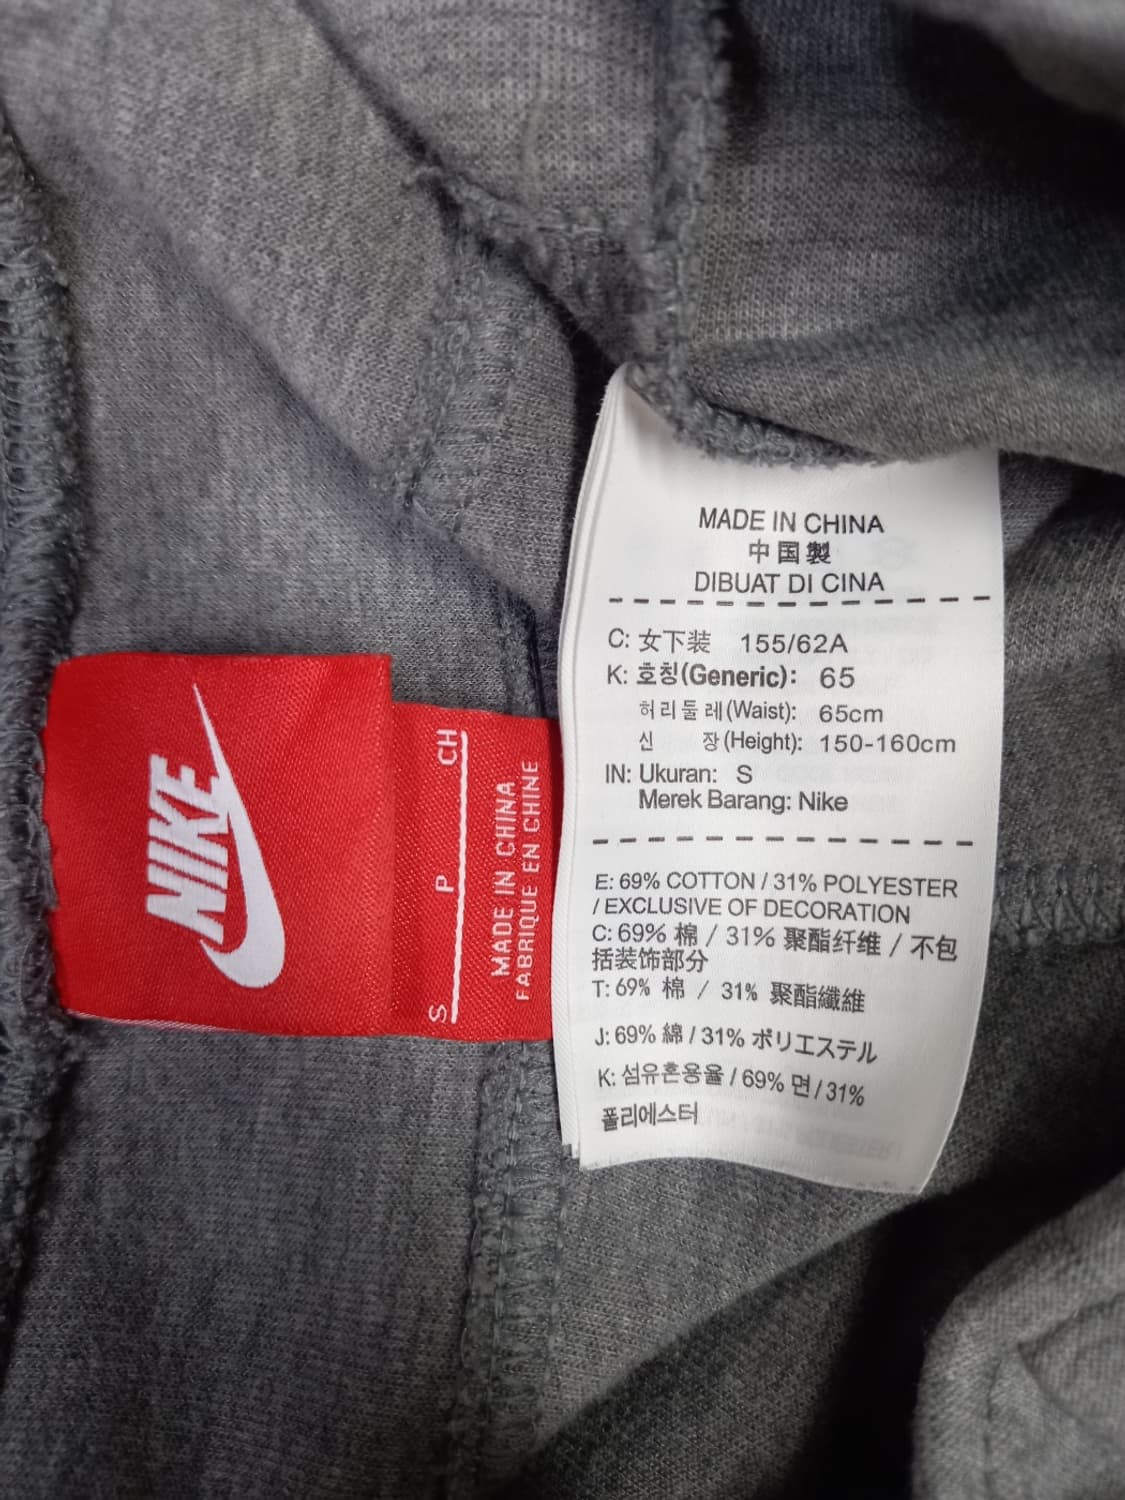 NIKE
S P CH
MADE IN CHINA
FABRIQUE EN CHINE
MADE IN CHINA
中国製
DIBUAT DI CINA
C: 女下装 155/62A
K: 호칭(Generic): 65
허리둘레(Waist): 65cm
신 장(Height): 150-160cm
IN: Ukuran: S
Merek Barang: Nike
E: 69% COTTON / 31% POLYESTER
/ EXCLUSIVE OF DECORATION
C: 69% 棉 / 31% 聚酯纤维 / 不包
括装饰部分
T: 69% 棉 / 31% 聚酯纖維
J: 69% 綿 / 31% ポリエステル
K: 섬유혼용율 / 69% 면 / 31%
폴리에스터